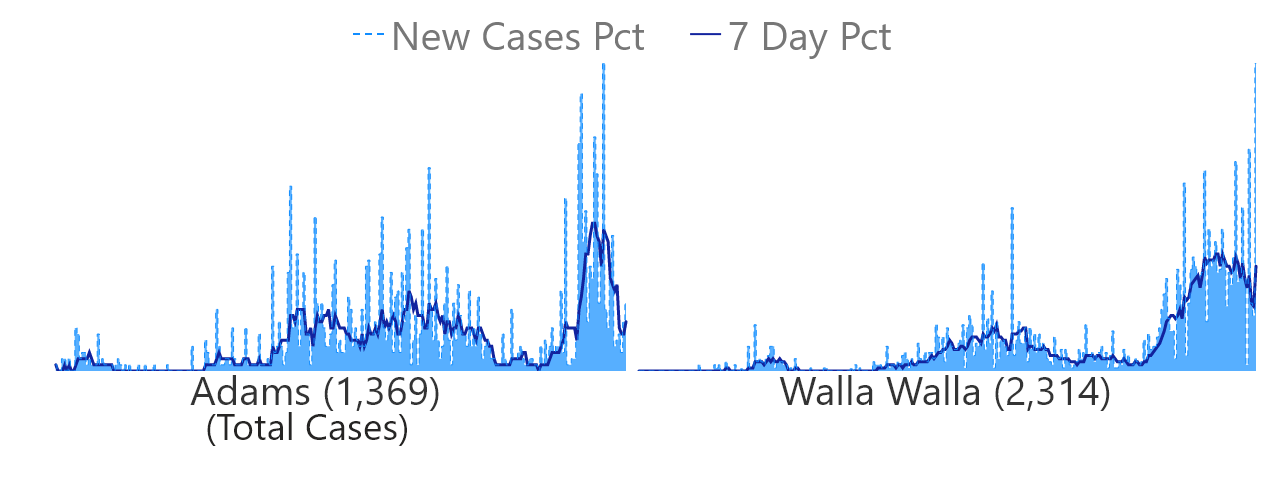 New Cases Pct 7 Day Pct
Adams (1,369)
(Total Cases)
Walla Walla (2,314)